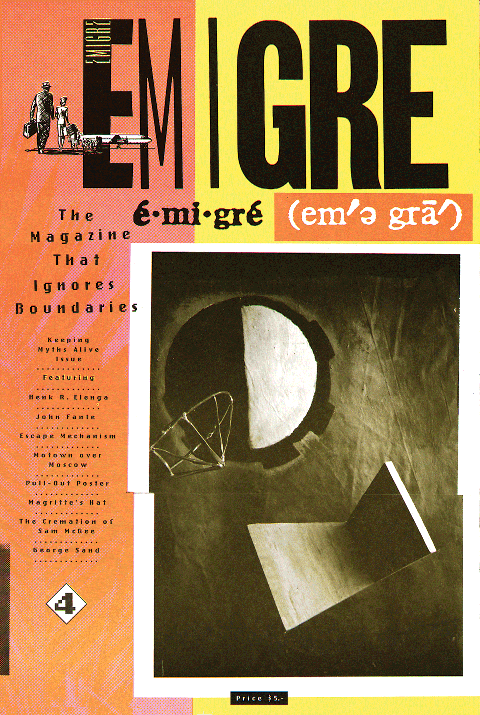 EMIGRE
EMIGRE
é·mi·gré (em′ə grā′)
The
Magazine
That
Ignores
Boundaries
Keeping
Myths Alive
Issue
Featuring
Henk R. Elenga
John Fante
Escape Mechanism
Motown over
Moscow
Pull-Out Poster
Magritte's Hat
The Cremation of
Sam McGee
George Sand
4
Price $5.-